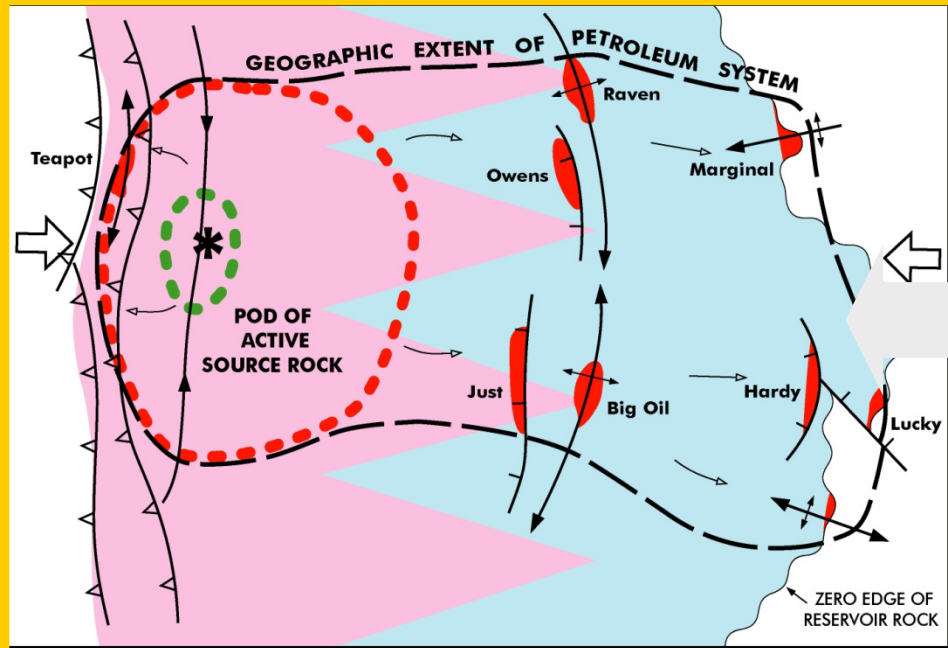 GEOGRAPHIC EXTENT OF PETROLEUM SYSTEM
Raven
Teapot
Owens
Marginal
*
POD OF
ACTIVE
SOURCE ROCK
Just
Big Oil
Hardy
Lucky
ZERO EDGE OF
RESERVOIR ROCK